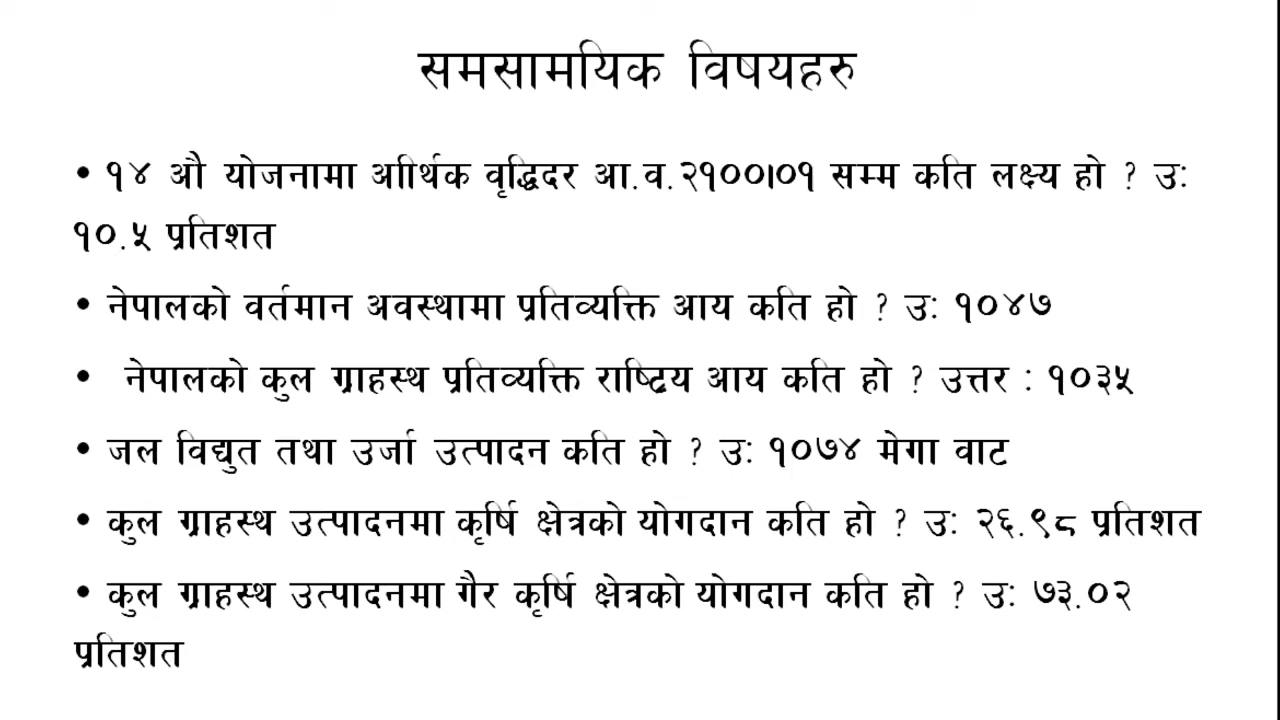 समसामयिक विषयहरु
• १४ औ योजनामा आर्थिक वृद्धिदर आ.व.२१००।०१ सम्म कति लक्ष्य हो ? उः
१०.५ प्रतिशत
• नेपालको वर्तमान अवस्थामा प्रतिव्यक्ति आय कति हो ? उः १०४७
• नेपालको कुल ग्राहस्थ प्रतिव्यक्ति राष्ट्रिय आय कति हो ? उत्तर : १०३५
• जल विद्युत तथा उर्जा उत्पादन कति हो ? उः १०७४ मेगा वाट
• कुल ग्राहस्थ उत्पादनमा कृर्षि क्षेत्रको योगदान कति हो ? उः २६.९८ प्रतिशत
• कुल ग्राहस्थ उत्पादनमा गैर कृर्षि क्षेत्रको योगदान कति हो ? उः ७३.०२
प्रतिशत